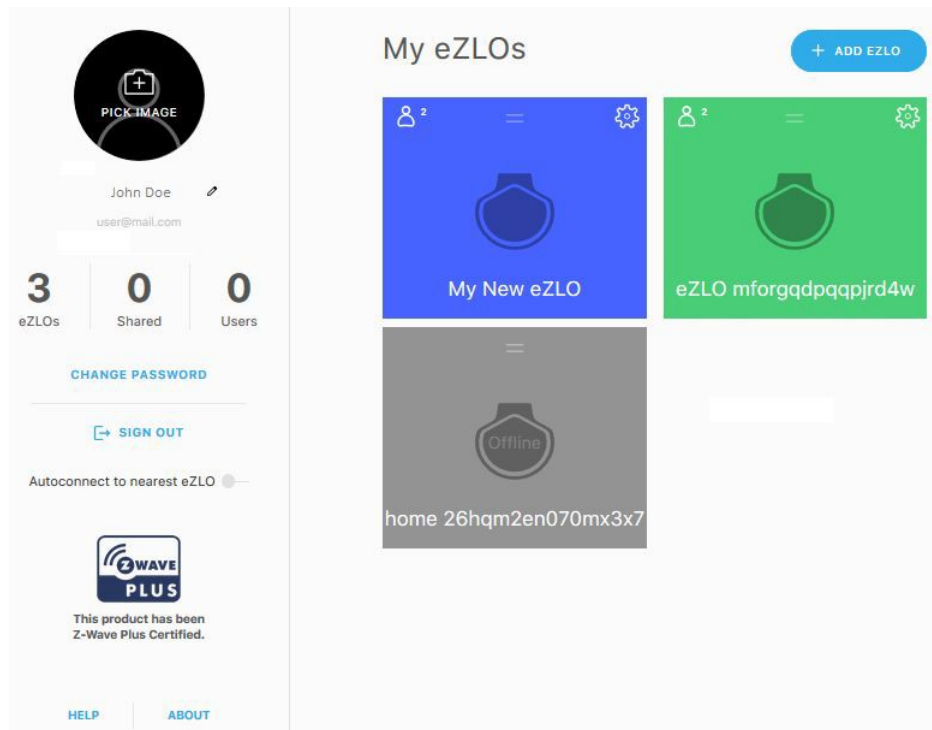 PICK IMAGE
John Doe
user@mail.com
3
eZLOs
0
Shared
0
Users
CHANGE PASSWORD
SIGN OUT
Autoconnect to nearest eZLO
Z WAVE
PLUS
This product has been
Z-Wave Plus Certified.
HELP
ABOUT
My eZLOs
+ ADD EZLO
2
My New eZLO
2
eZLO mforgqdpqqpjrd4w
Offline
home 26hqm2en070mx3x7